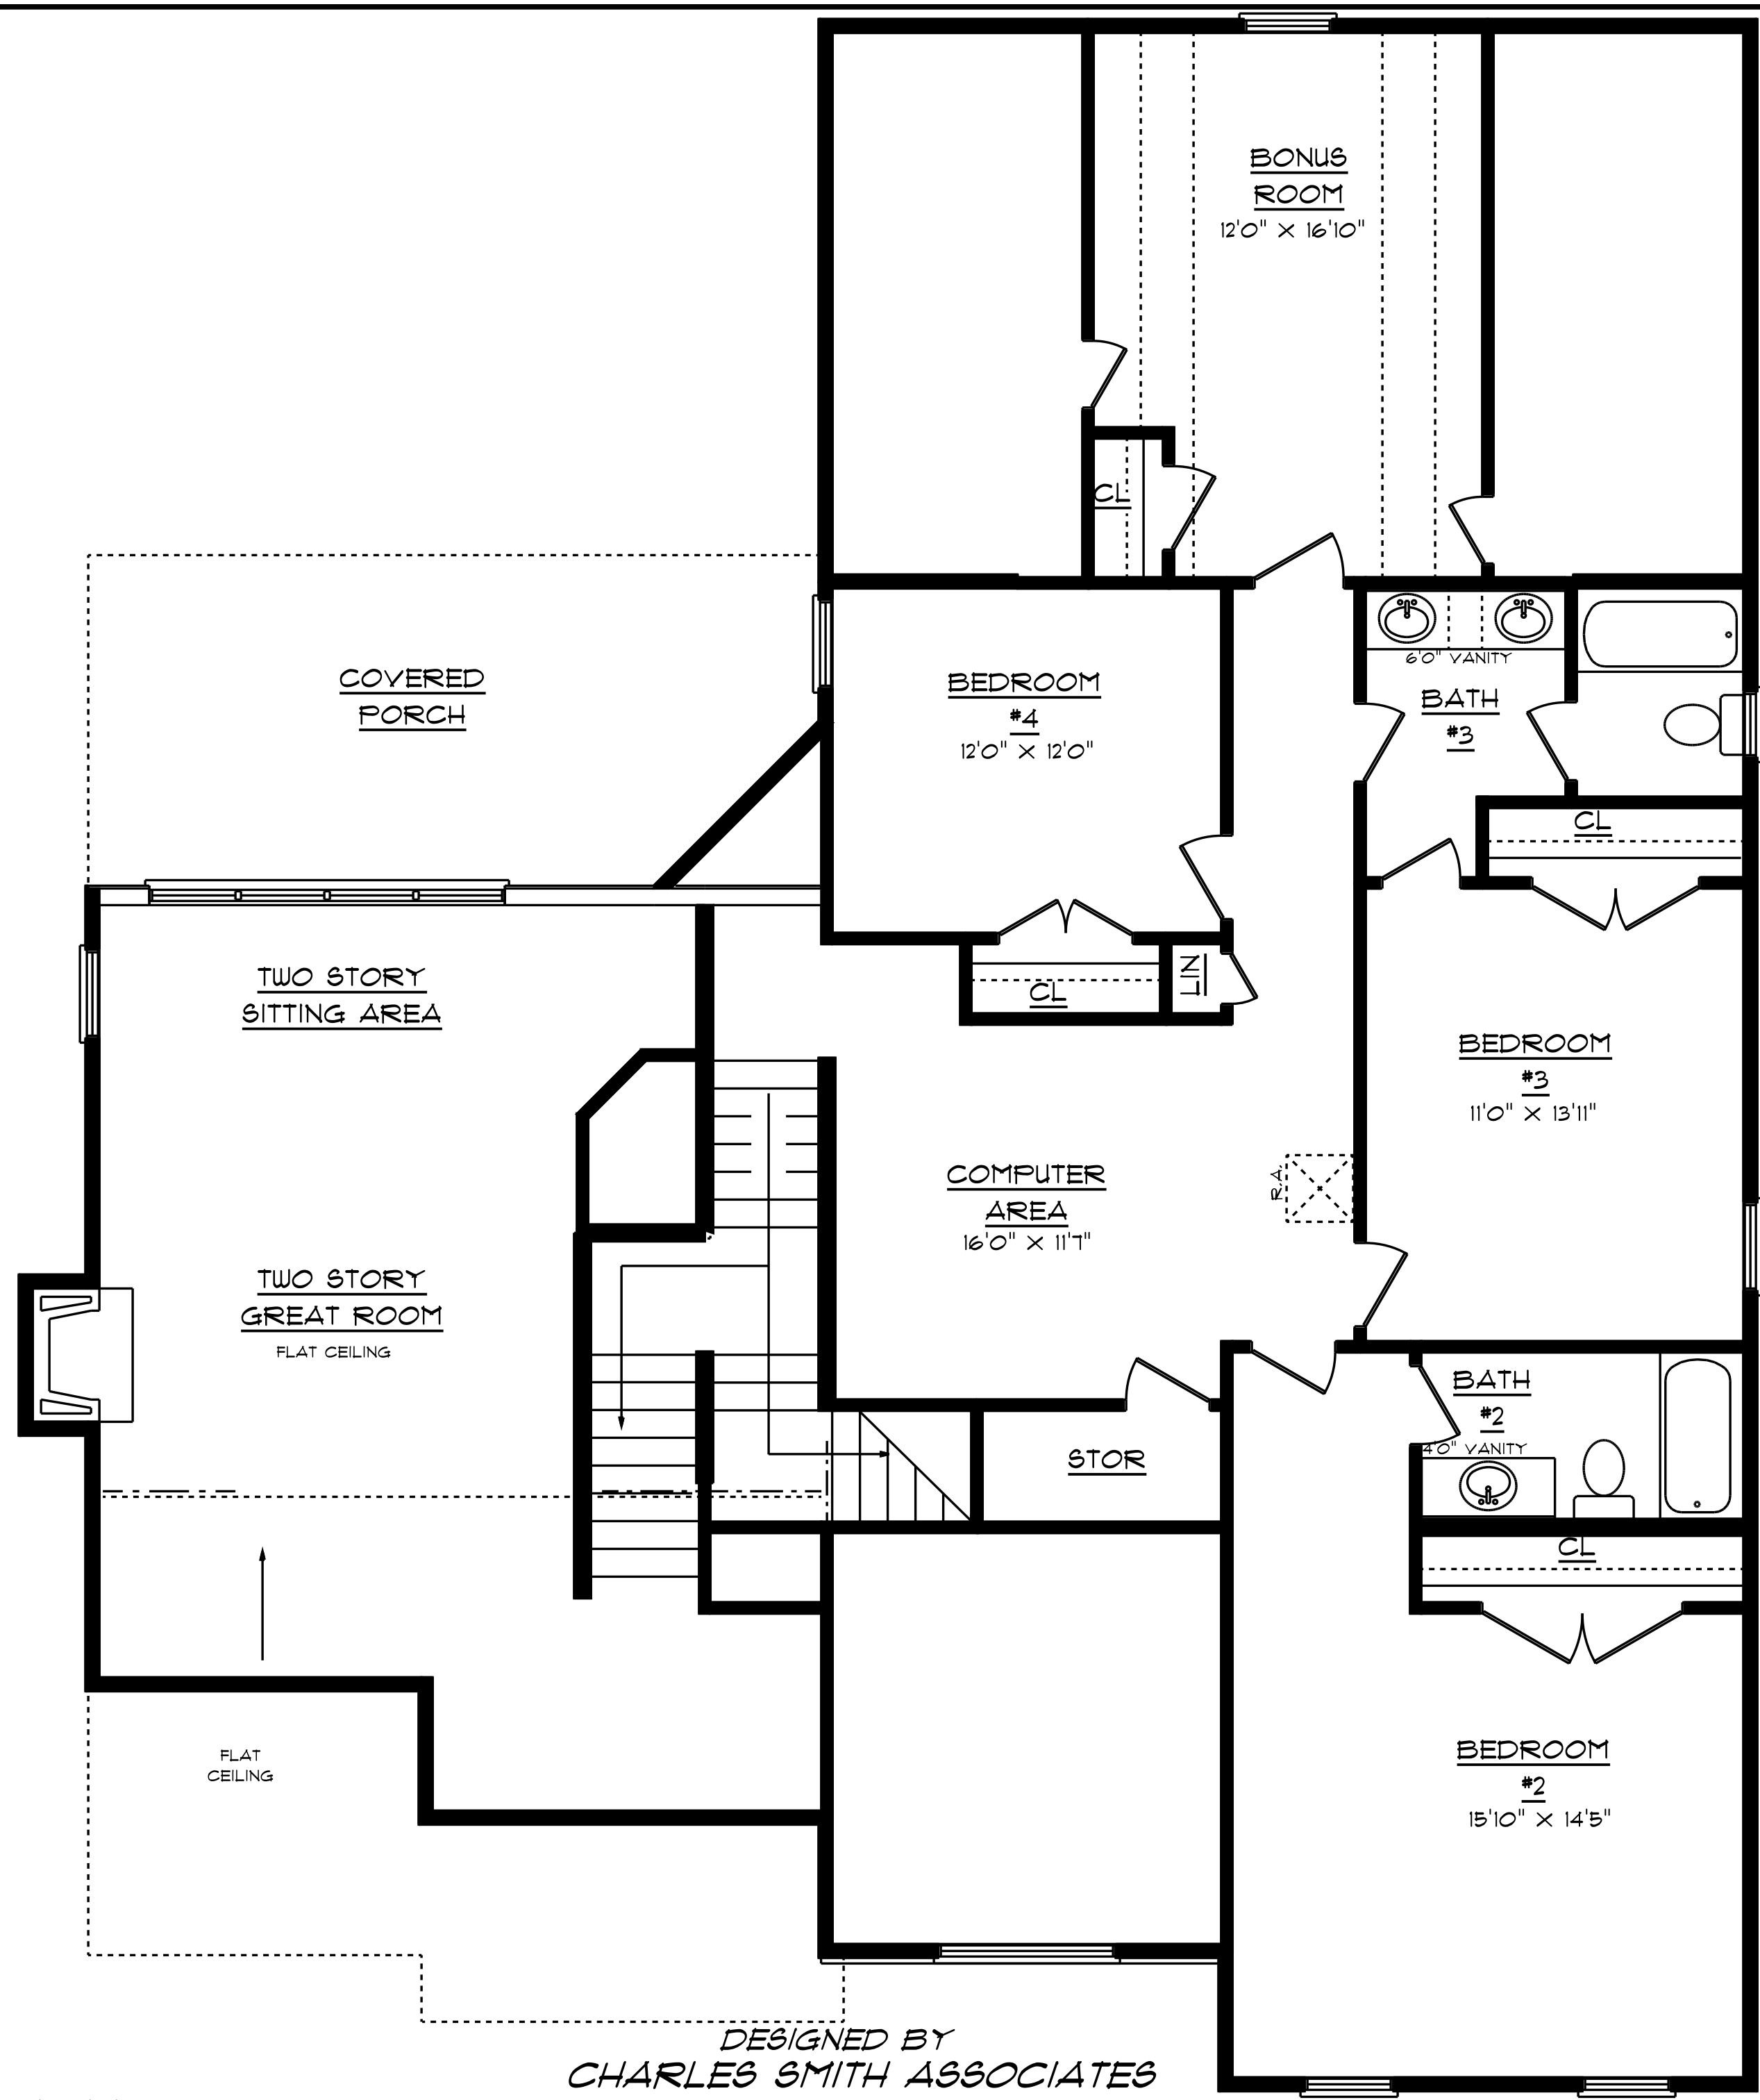 BONUS
ROOM
12'0" X 16'10"
CL
COVERED
PORCH
BEDROOM
#4
12'0" X 12'0"
6'0" VANITY
BATH
#3
CL
TWO STORY
SITTING AREA
CL
LIN
BEDROOM
#3
11'0" X 13'11"
COMPUTER
AREA
16'0" X 11'7"
R.A.
TWO STORY
GREAT ROOM
FLAT CEILING
BATH
#2
4'0" VANITY
STOR
CL
FLAT
CEILING
BEDROOM
#2
15'10" X 14'5"
DESIGNED BY
CHARLES SMITH ASSOCIATES